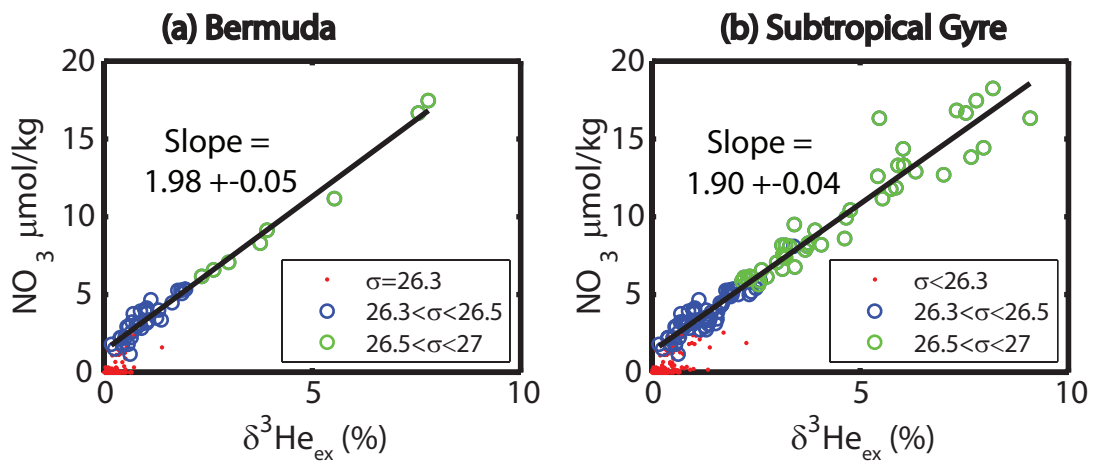 (a) Bermuda
20
15
10
5
0
0
5
10
NO3 μmol/kg
δ³Heex (%)
Slope =
1.98 +-0.05
σ=26.3
26.3<σ<26.5
26.5<σ<27
(b) Subtropical Gyre
20
15
10
5
0
0
5
10
NO3 μmol/kg
δ³Heex (%)
Slope =
1.90 +-0.04
σ<26.3
26.3<σ<26.5
26.5<σ<27